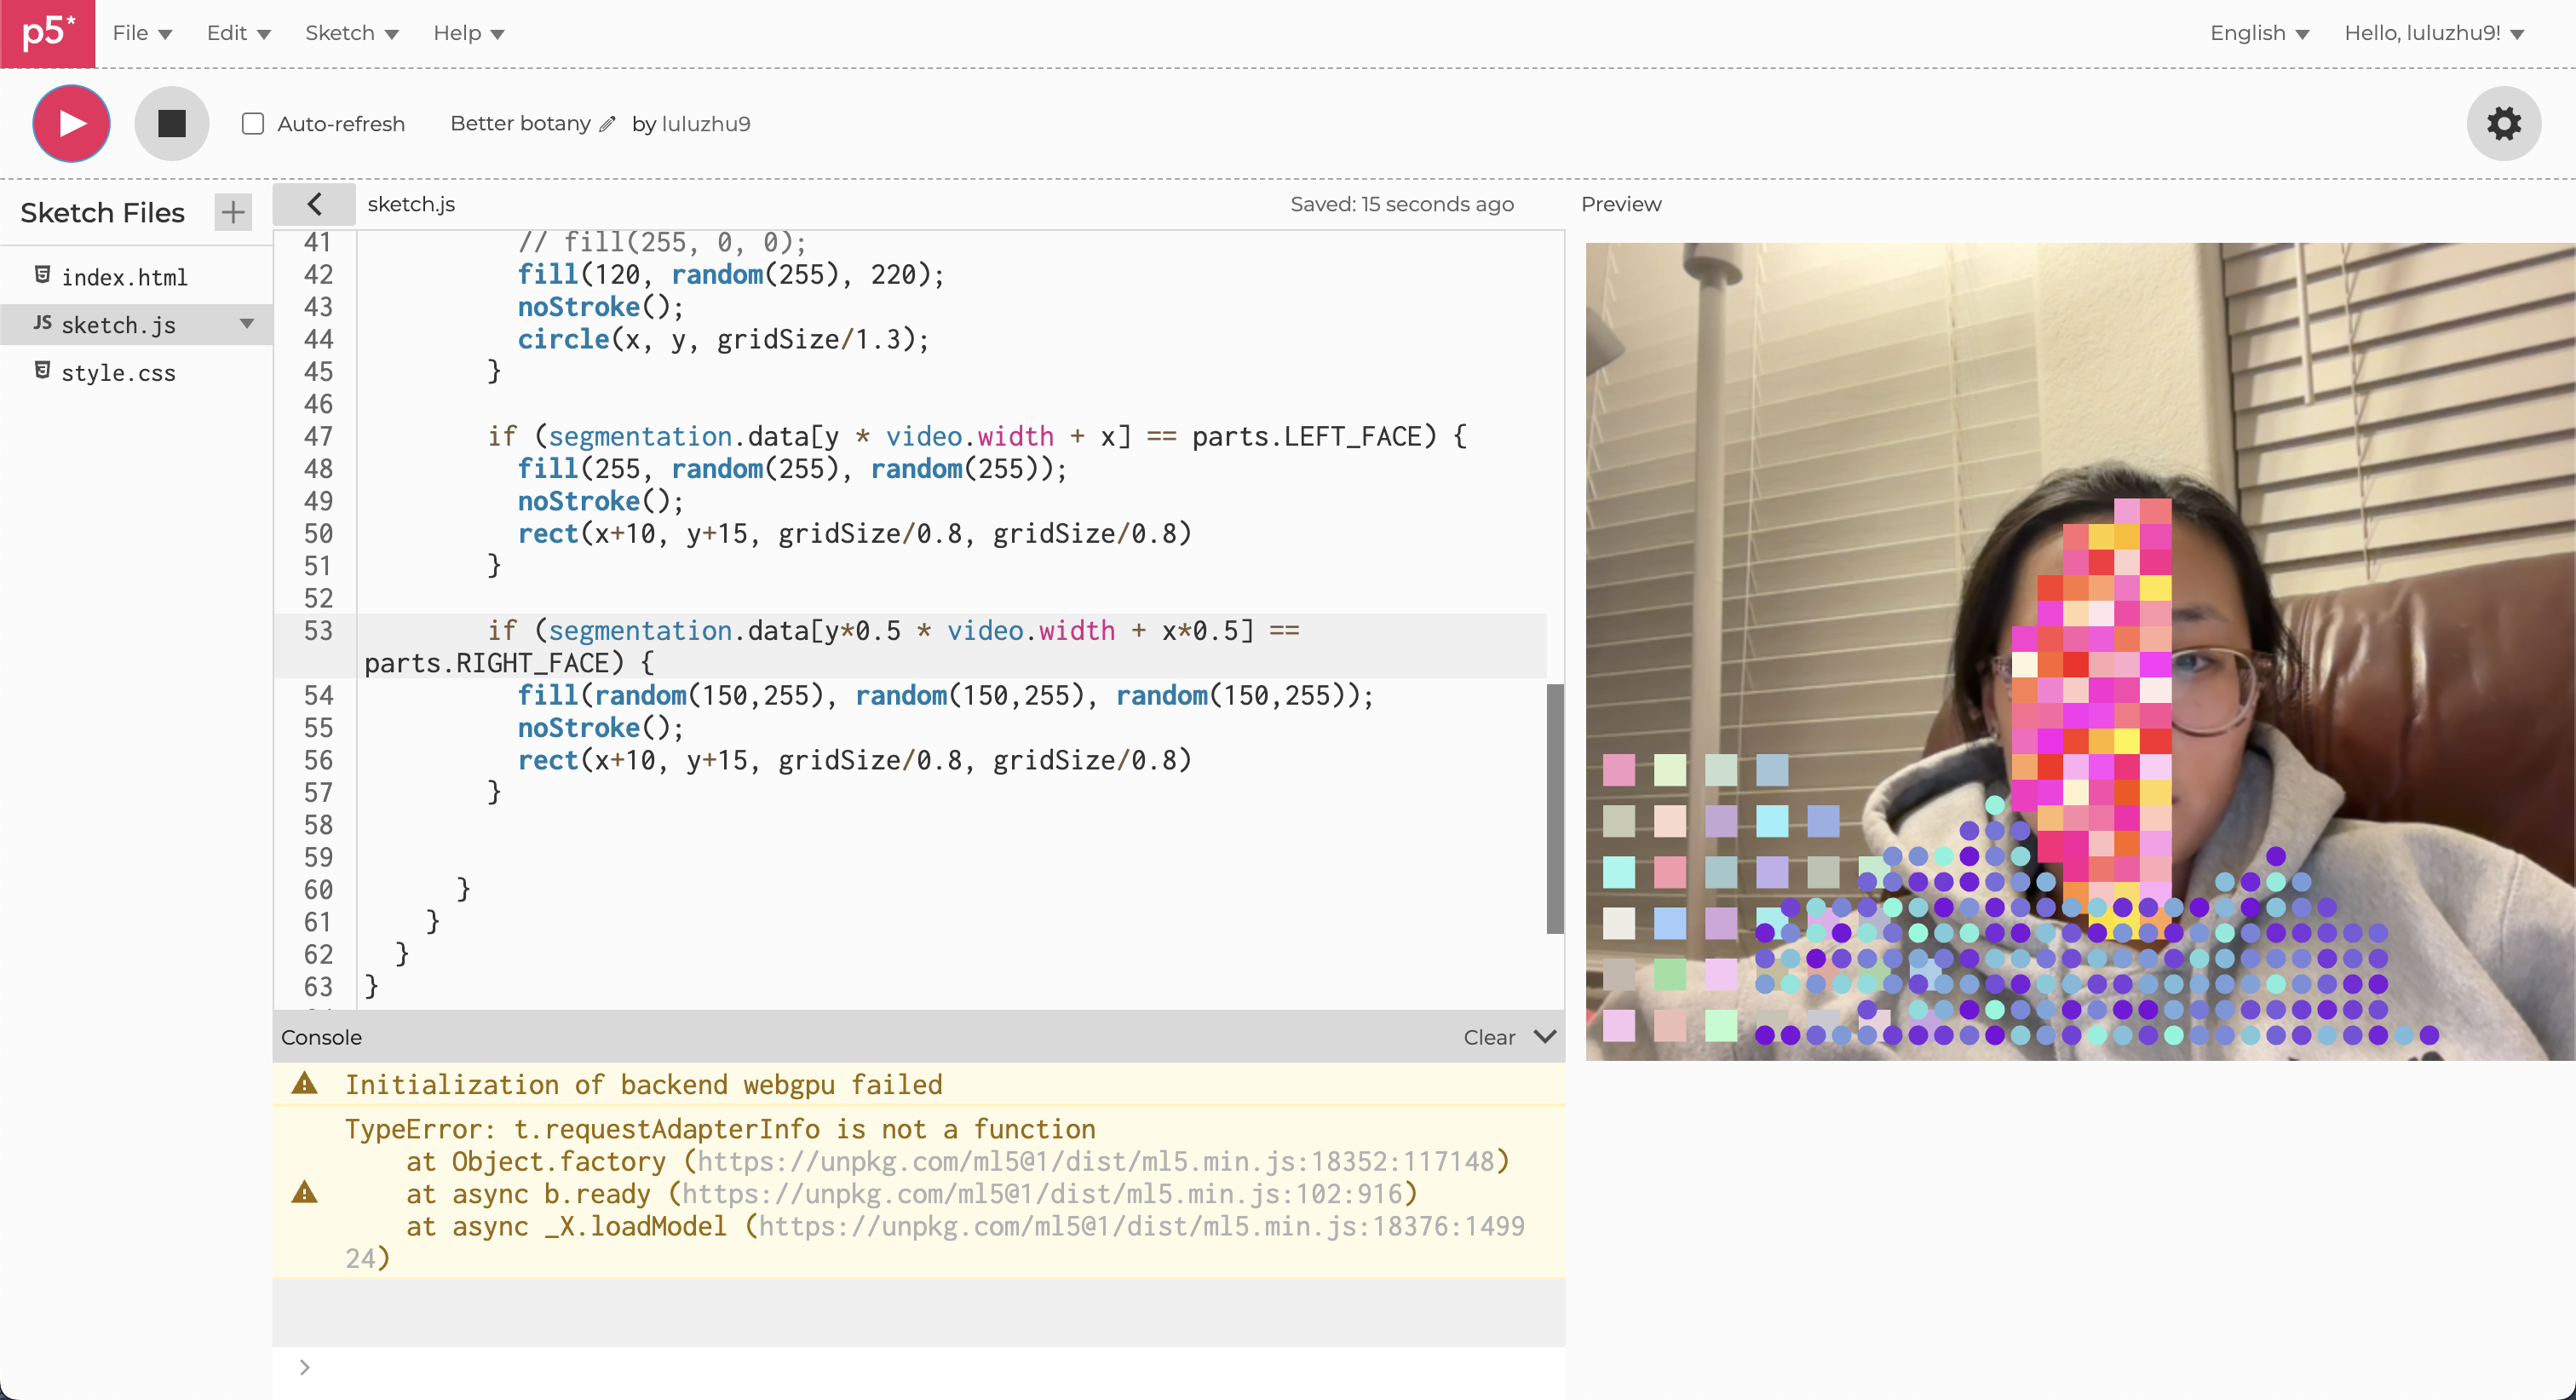 p5* File Edit Sketch Help English Hello, luluzhu9!
Auto-refresh Better botany by luluzhu9
Sketch Files + sketch.js Saved: 15 seconds ago Preview
index.html
JS sketch.js
style.css
41 // fill(255, 0, 0);
42 fill(120, random(255), 220);
43 noStroke();
44 circle(x, y, gridSize/1.3);
45 }
46
47 if (segmentation.data[y * video.width + x] == parts.LEFT_FACE) {
48 fill(255, random(255), random(255));
49 noStroke();
50 rect(x+10, y+15, gridSize/0.8, gridSize/0.8)
51 }
52
53 if (segmentation.data[y*0.5 * video.width + x*0.5] ==
parts.RIGHT_FACE) {
54 fill(random(150,255), random(150,255), random(150,255));
55 noStroke();
56 rect(x+10, y+15, gridSize/0.8, gridSize/0.8)
57 }
58
59
60 }
61 }
62 }
63 }
Console Clear
Initialization of backend webgpu failed
TypeError: t.requestAdapterInfo is not a function
at Object.factory (https://unpkg.com/ml5@1/dist/ml5.min.js:18352:117148)
at async b.ready (https://unpkg.com/ml5@1/dist/ml5.min.js:102:916)
at async _X.loadModel (https://unpkg.com/ml5@1/dist/ml5.min.js:18376:1499
24)
>